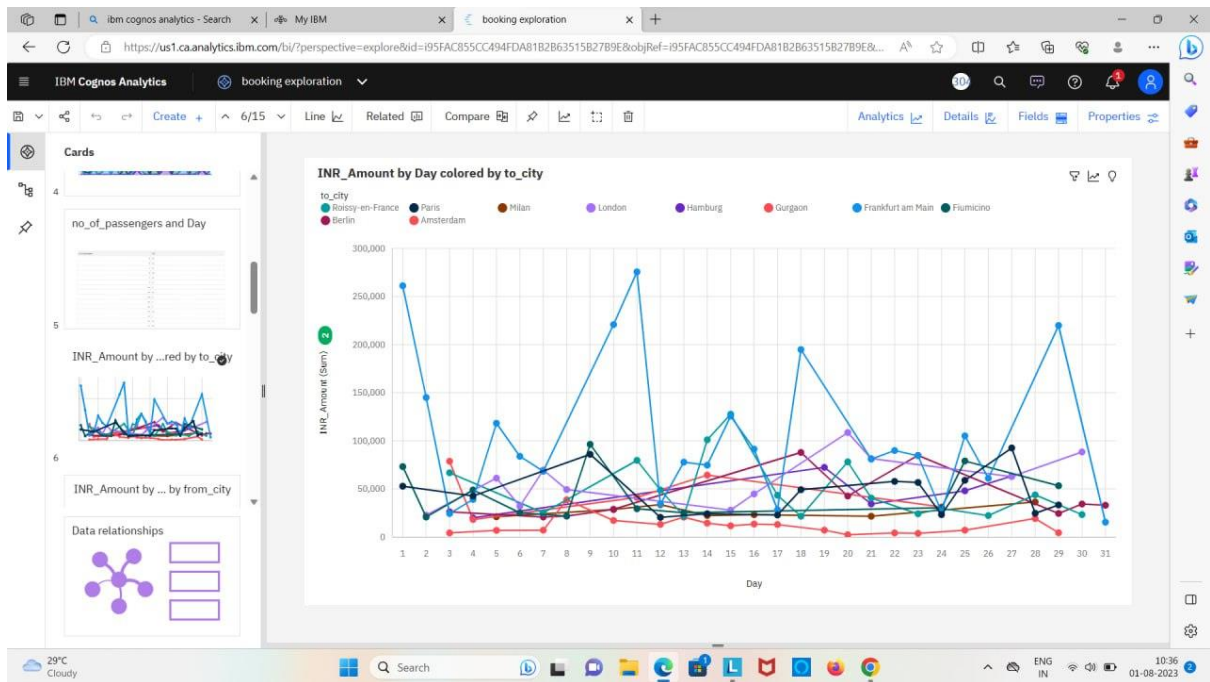 ibm cognos analytics - Search
My IBM
booking exploration
https://us1.ca.analytics.ibm.com/bi/?perspective=explore&id=i95FAC855CC494FDA81B2B63515B27B9E&objRef=i95FAC855CC494FDA81B2B63515B27B9E&...
IBM Cognos Analytics
booking exploration
304
1
Create +
6/15
Line
Related
Compare
Analytics
Details
Fields
Properties
Cards
4
no_of_passengers and Day
5
INR_Amount by ...red by to_city
6
INR_Amount by ... by from_city
Data relationships
INR_Amount by Day colored by to_city
to_city
Roissy-en-France Paris Milan London Hamburg Gurgaon Frankfurt am Main Fiumicino
Berlin Amsterdam
300,000
250,000
200,000
150,000
100,000
50,000
0
INR_Amount (Sum) 2
1 2 3 4 5 6 7 8 9 10 11 12 13 14 15 16 17 18 19 20 21 22 23 24 25 26 27 28 29 30 31
Day
29°C
Cloudy
Search
ENG
IN
10:36
01-08-2023
2